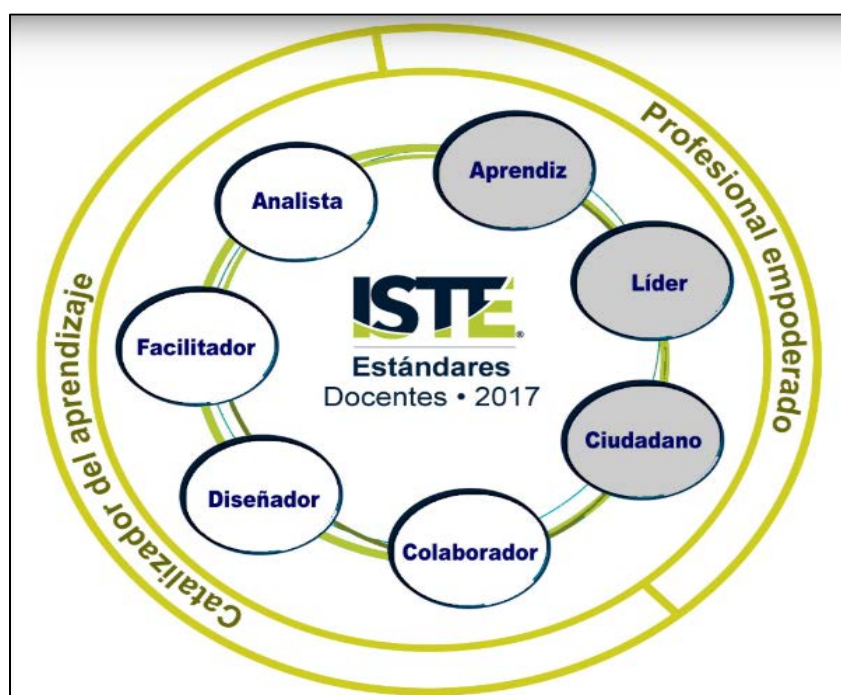 Profesional empoderado
Catalizador del aprendizaje
Aprendiz
Líder
Ciudadano
Colaborador
Diseñador
Facilitador
Analista
ISTE®
Estándares
Docentes • 2017